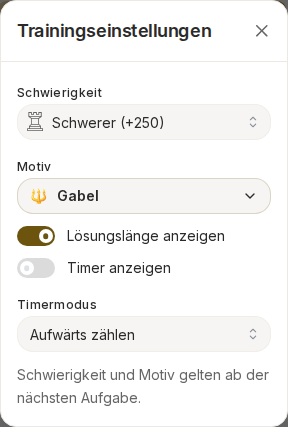 Trainingseinstellungen
Schwierigkeit
Schwerer (+250)
Motiv
Gabel
Lösungslänge anzeigen
Timer anzeigen
Timermodus
Aufwärts zählen
Schwierigkeit und Motiv gelten ab der
nächsten Aufgabe.